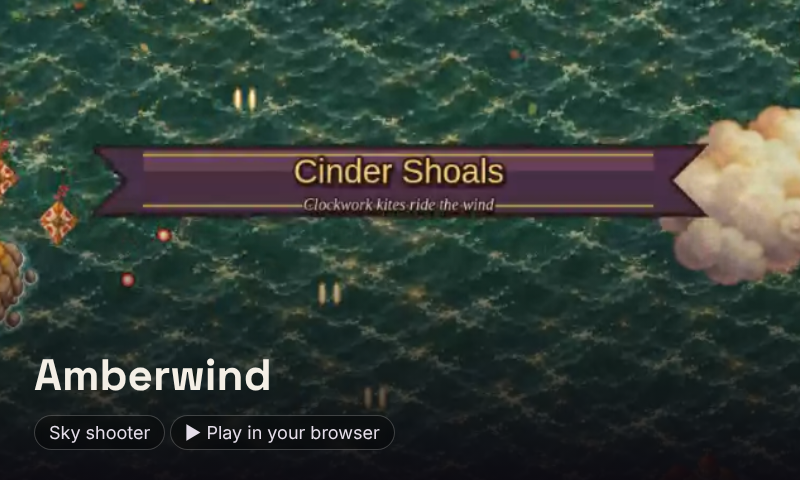 Cinder Shoals
Clockwork kites ride the wind
Amberwind
Sky shooter
▶ Play in your browser